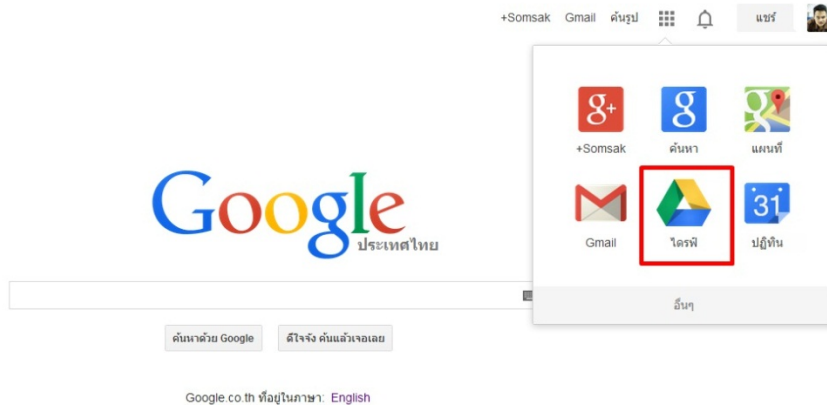 +Somsak Gmail ค้นรูป แชร์
g+ g
+Somsak ค้นหา แผนที่
31
Gmail ไดรฟ์ ปฏิทิน
อื่นๆ
Google
ประเทศไทย
ค้นหาด้วย Google ดีใจจัง ค้นแล้วเจอเลย
Google.co.th ที่อยู่ในภาษา: English